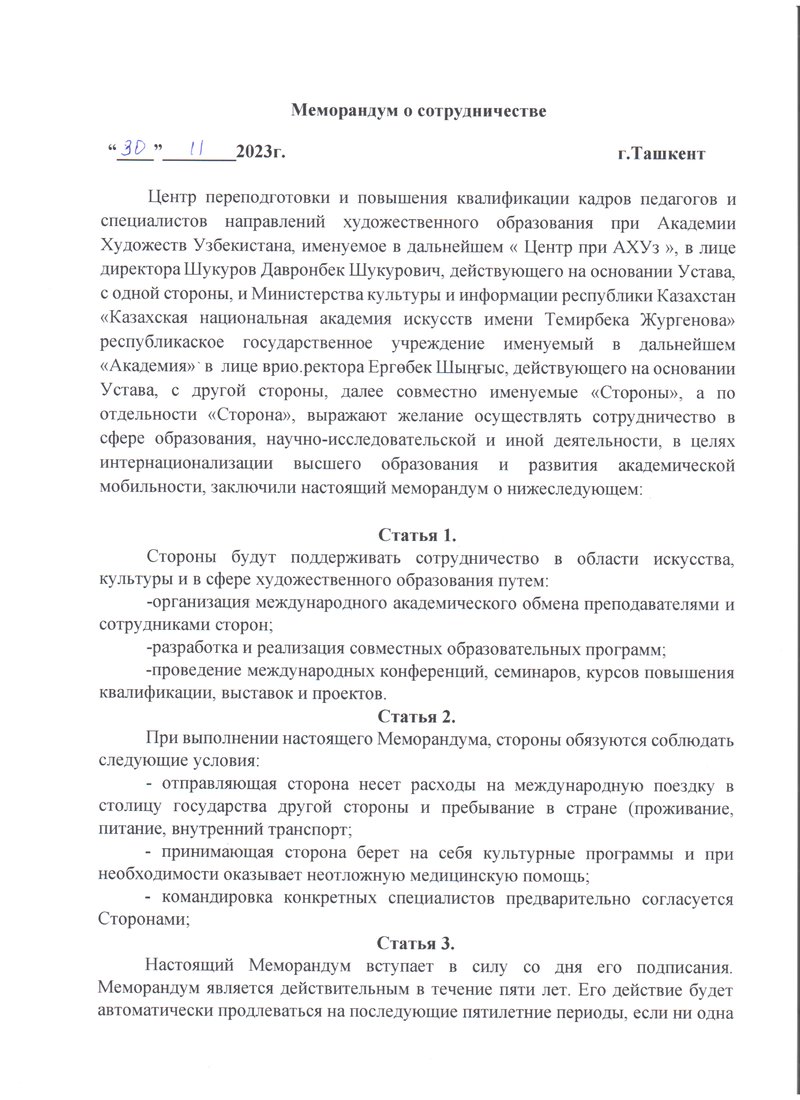 Меморандум о сотрудничестве
“ 30 ” 11 2023г. г.Ташкент
Центр переподготовки и повышения квалификации кадров педагогов и
специалистов направлений художественного образования при Академии
Художеств Узбекистана, именуемое в дальнейшем « Центр при АХУз », в лице
директора Шукуров Давронбек Шукурович, действующего на основании Устава,
с одной стороны, и Министерства культуры и информации республики Казахстан
«Казахская национальная академия искусств имени Темирбека Жургенова»
республикаское государственное учреждение именуемый в дальнейшем
«Академия» в лице врио.ректора Ергөбек Шыңғыс, действующего на основании
Устава, с другой стороны, далее совместно именуемые «Стороны», а по
отдельности «Сторона», выражают желание осуществлять сотрудничество в
сфере образования, научно-исследовательской и иной деятельности, в целях
интернационализации высшего образования и развития академической
мобильности, заключили настоящий меморандум о нижеследующем:
Статья 1.
Стороны будут поддерживать сотрудничество в области искусства,
культуры и в сфере художественного образования путем:
-организация международного академического обмена преподавателями и
сотрудниками сторон;
-разработка и реализация совместных образовательных программ;
-проведение международных конференций, семинаров, курсов повышения
квалификации, выставок и проектов.
Статья 2.
При выполнении настоящего Меморандума, стороны обязуются соблюдать
следующие условия:
- отправляющая сторона несет расходы на международную поездку в
столицу государства другой стороны и пребывание в стране (проживание,
питание, внутренний транспорт;
- принимающая сторона берет на себя культурные программы и при
необходимости оказывает неотложную медицинскую помощь;
- командировка конкретных специалистов предварительно согласуется
Сторонами;
Статья 3.
Настоящий Меморандум вступает в силу со дня его подписания.
Меморандум является действительным в течение пяти лет. Его действие будет
автоматически продлеваться на последующие пятилетние периоды, если ни одна